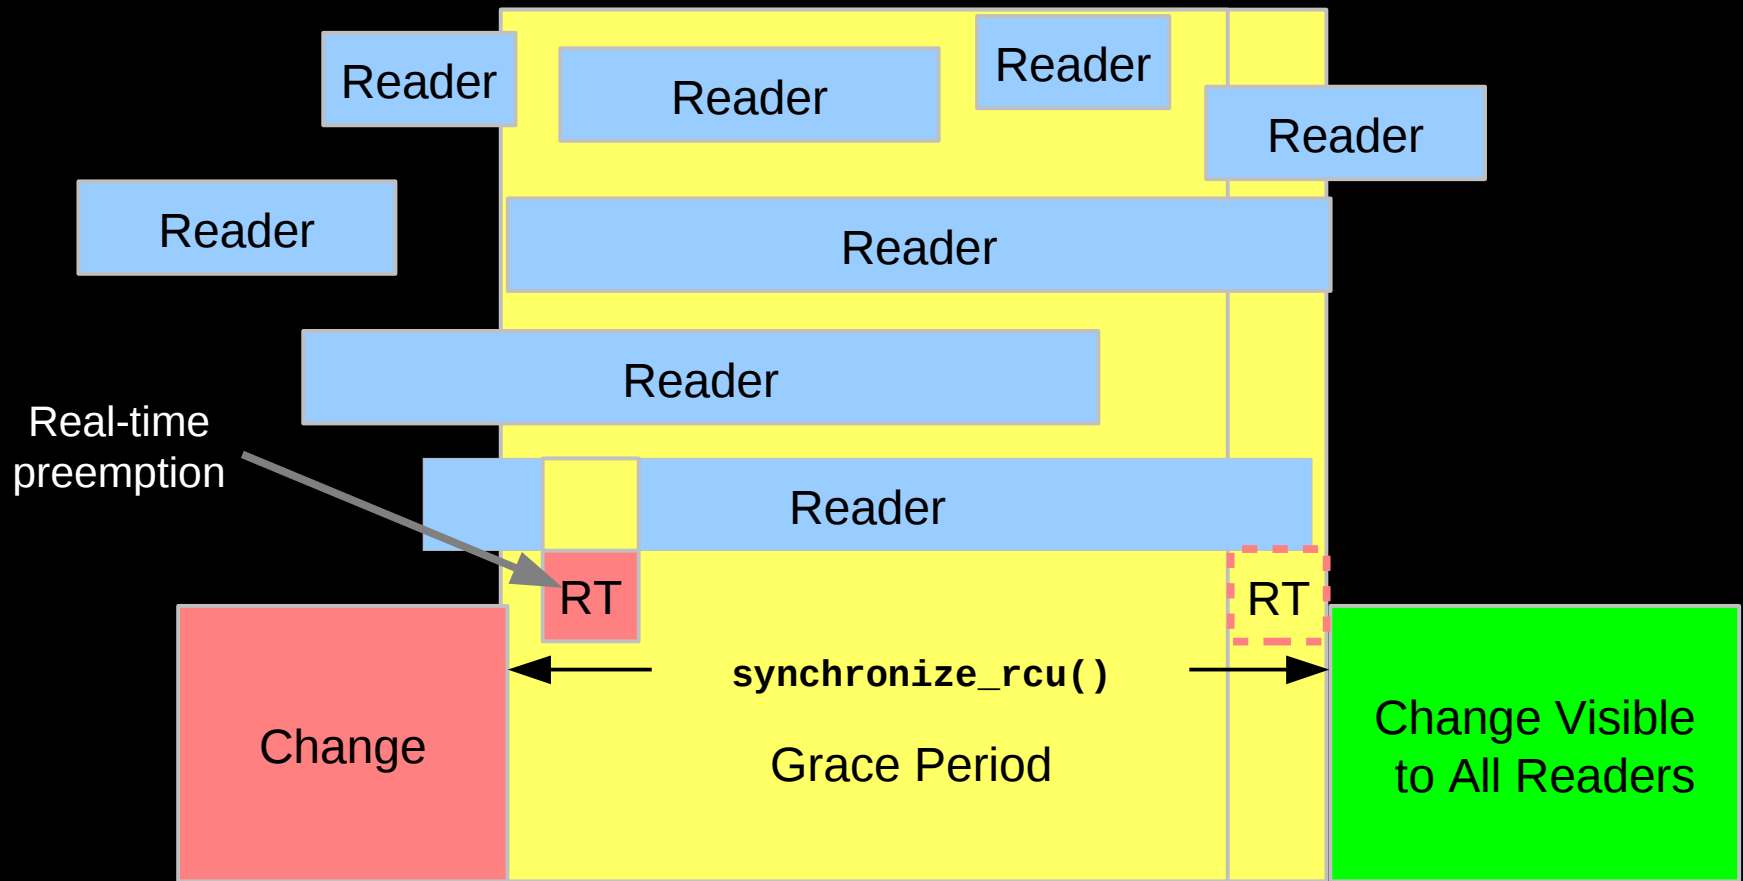 Reader
Reader
Reader
Reader
Reader
Reader
Reader
Real-time
preemption
Reader
RT
RT
synchronize_rcu()
Change
Grace Period
Change Visible
to All Readers